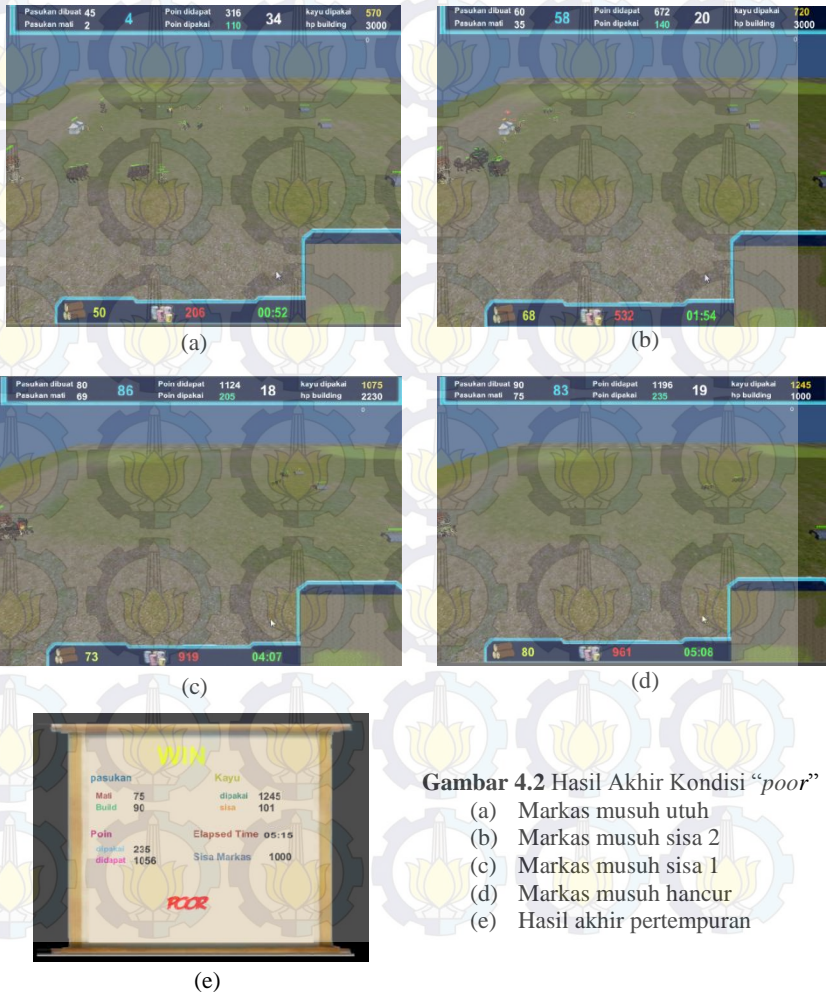 Pasukan dibuat 45 4 Poin didapat 316 34 kayu dipakai 570
Pasukan mati 2 Poin dipakai 110 hp building 3000
0
50 206 00:52
(a)
Pasukan dibuat 60 58 Poin didapat 672 20 kayu dipakai 720
Pasukan mati 35 Poin dipakai 140 hp building 3000
0
68 532 01:54
(b)
Pasukan dibuat 80 86 Poin didapat 1124 18 kayu dipakai 1075
Pasukan mati 69 Poin dipakai 205 hp building 2230
0
73 919 04:07
(c)
Pasukan dibuat 90 83 Poin didapat 1196 19 kayu dipakai 1245
Pasukan mati 75 Poin dipakai 235 hp building 1000
0
80 961 05:08
(d)
WIN
pasukan Kayu
Mati 75 dipakai 1245
Build 90 sisa 101
Poin Elapsed Time 05:15
dipakai 235
didapat 1056 Sisa Markas 1000
POOR
(e)
Gambar 4.2 Hasil Akhir Kondisi “poor”
(a) Markas musuh utuh
(b) Markas musuh sisa 2
(c) Markas musuh sisa 1
(d) Markas musuh hancur
(e) Hasil akhir pertempuran